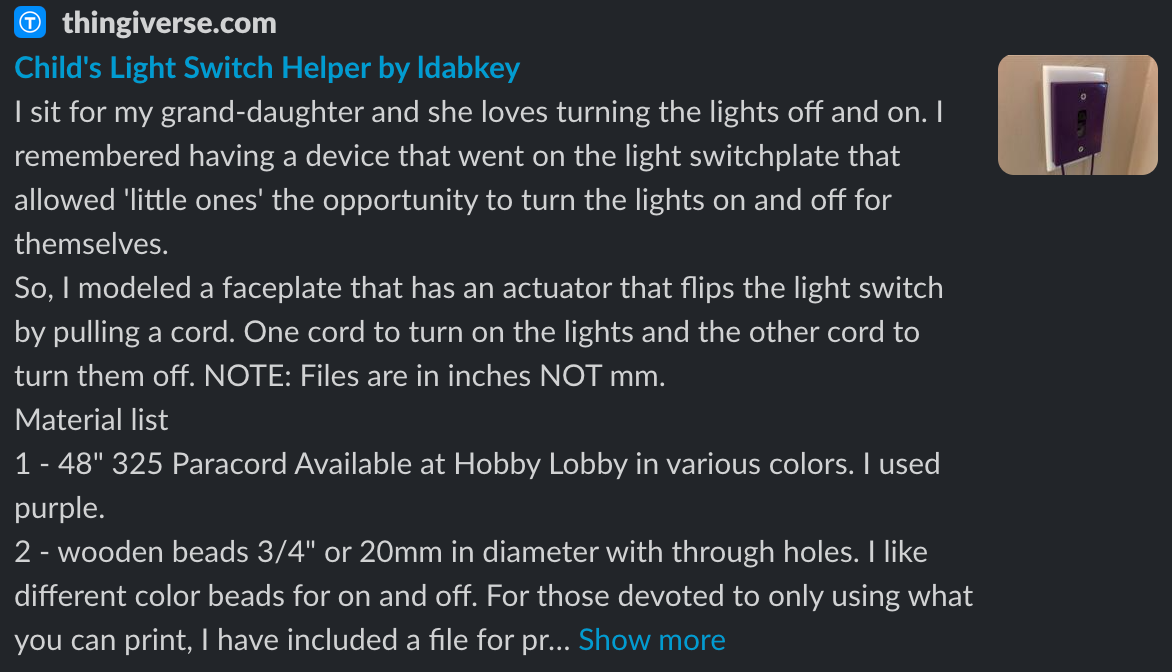 thingiverse.com
Child's Light Switch Helper by ldabkey
I sit for my grand-daughter and she loves turning the lights off and on. I
remembered having a device that went on the light switchplate that
allowed 'little ones' the opportunity to turn the lights on and off for
themselves.
So, I modeled a faceplate that has an actuator that flips the light switch
by pulling a cord. One cord to turn on the lights and the other cord to
turn them off. NOTE: Files are in inches NOT mm.
Material list
1 - 48" 325 Paracord Available at Hobby Lobby in various colors. I used
purple.
2 - wooden beads 3/4" or 20mm in diameter with through holes. I like
different color beads for on and off. For those devoted to only using what
you can print, I have included a file for pr... Show more